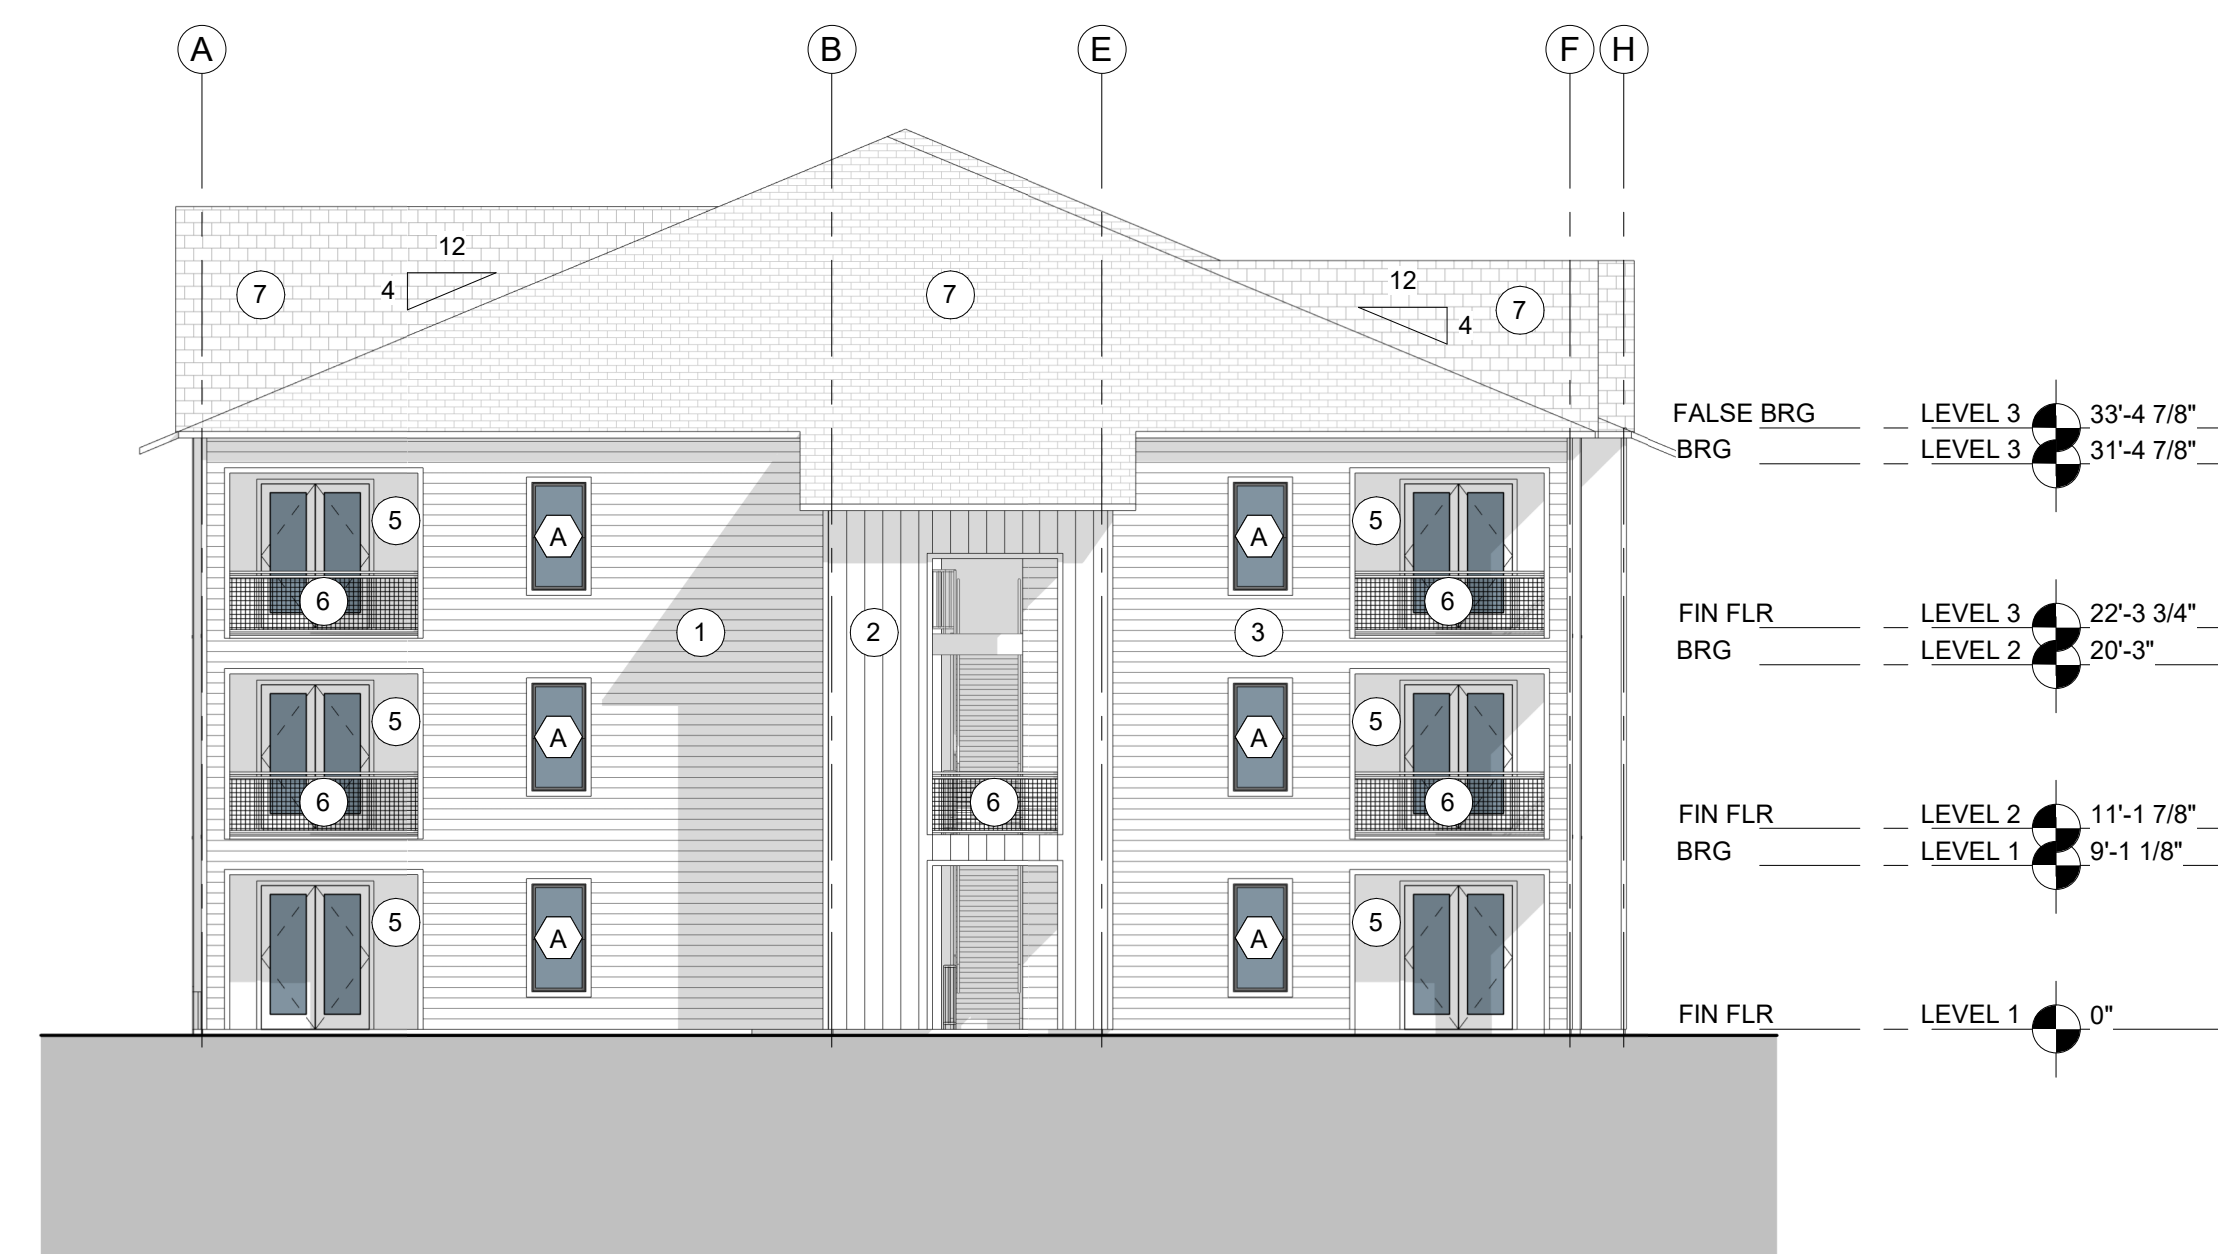 A B E F H
12
4
7
7
12
4
7
FALSE BRG LEVEL 3 33'-4 7/8"
BRG LEVEL 3 31'-4 7/8"
5
A
A
5
6
1
2
3
6
FIN FLR LEVEL 3 22'-3 3/4"
BRG LEVEL 2 20'-3"
5
A
A
5
6
6
6
FIN FLR LEVEL 2 11'-1 7/8"
BRG LEVEL 1 9'-1 1/8"
5
A
A
5
FIN FLR LEVEL 1 0"